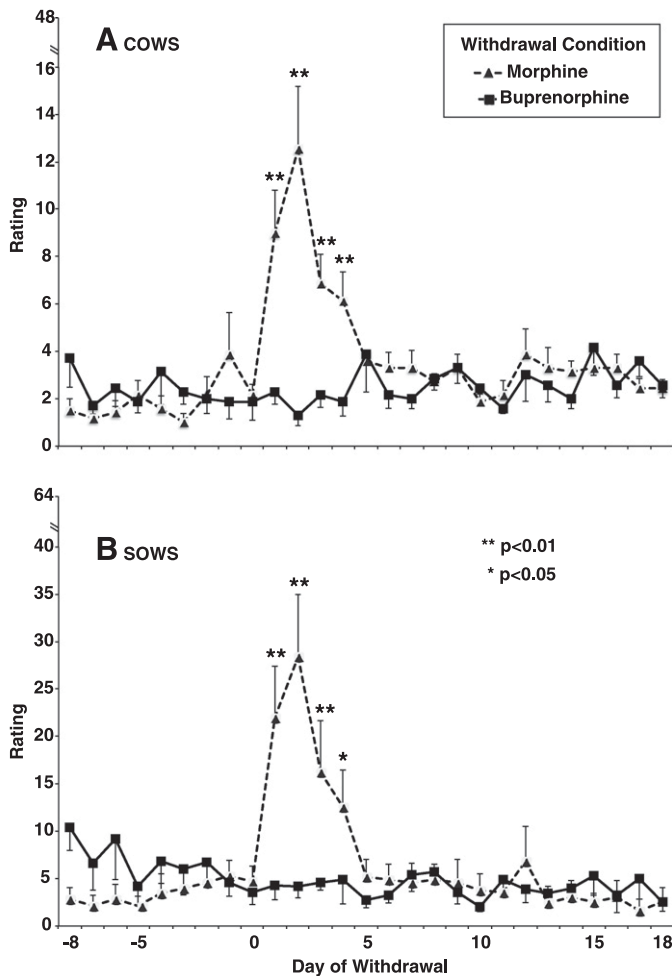 48
A COWS
Withdrawal Condition
Morphine
Buprenorphine
16
14
12
10
8
6
4
2
0
Rating
**
**
**
**
64
B SOWS
** p<0.01
* p<0.05
40
35
30
25
20
15
10
5
0
Rating
**
**
**
*
-8 -5 0 5 10 15 18
Day of Withdrawal